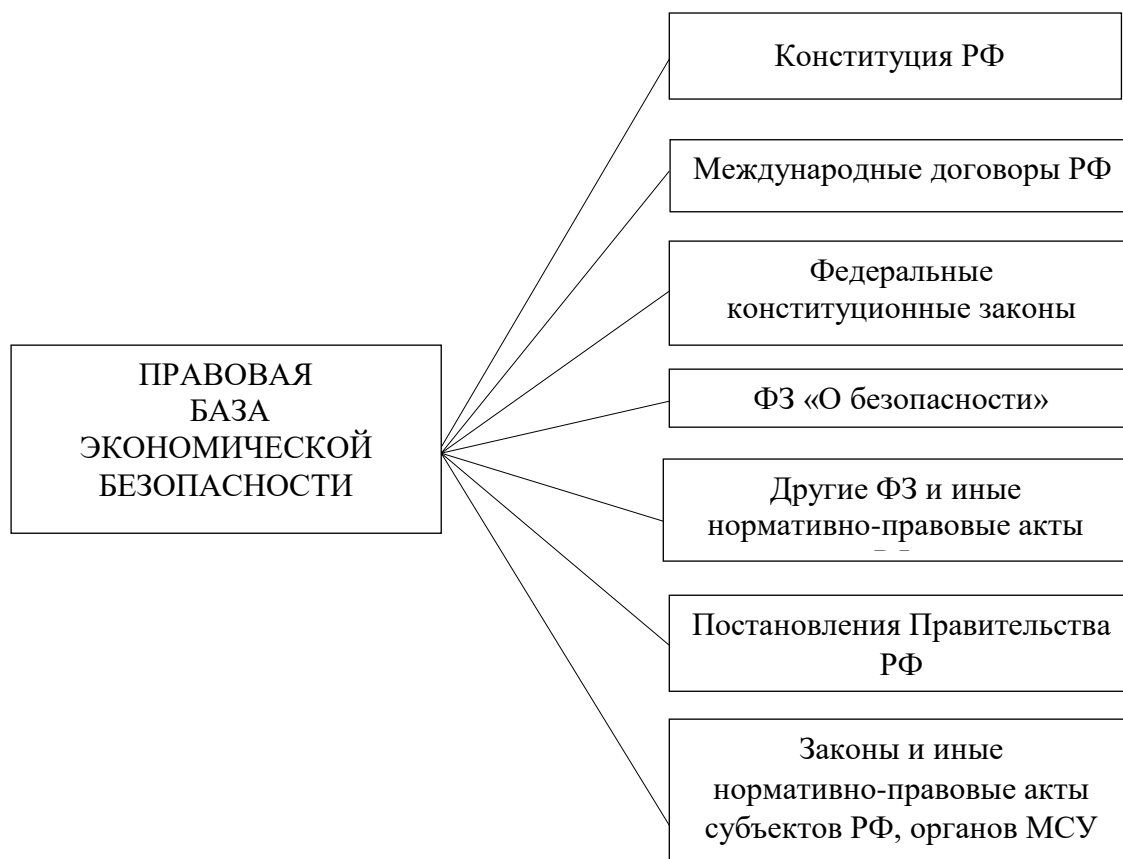 Конституция РФ
Международные договоры РФ
Федеральные
конституционные законы
ПРАВОВАЯ
БАЗА
ЭКОНОМИЧЕСКОЙ
БЕЗОПАСНОСТИ
ФЗ «О безопасности»
Другие ФЗ и иные
нормативно-правовые акты
Постановления Правительства
РФ
Законы и иные
нормативно-правовые акты
субъектов РФ, органов МСУ